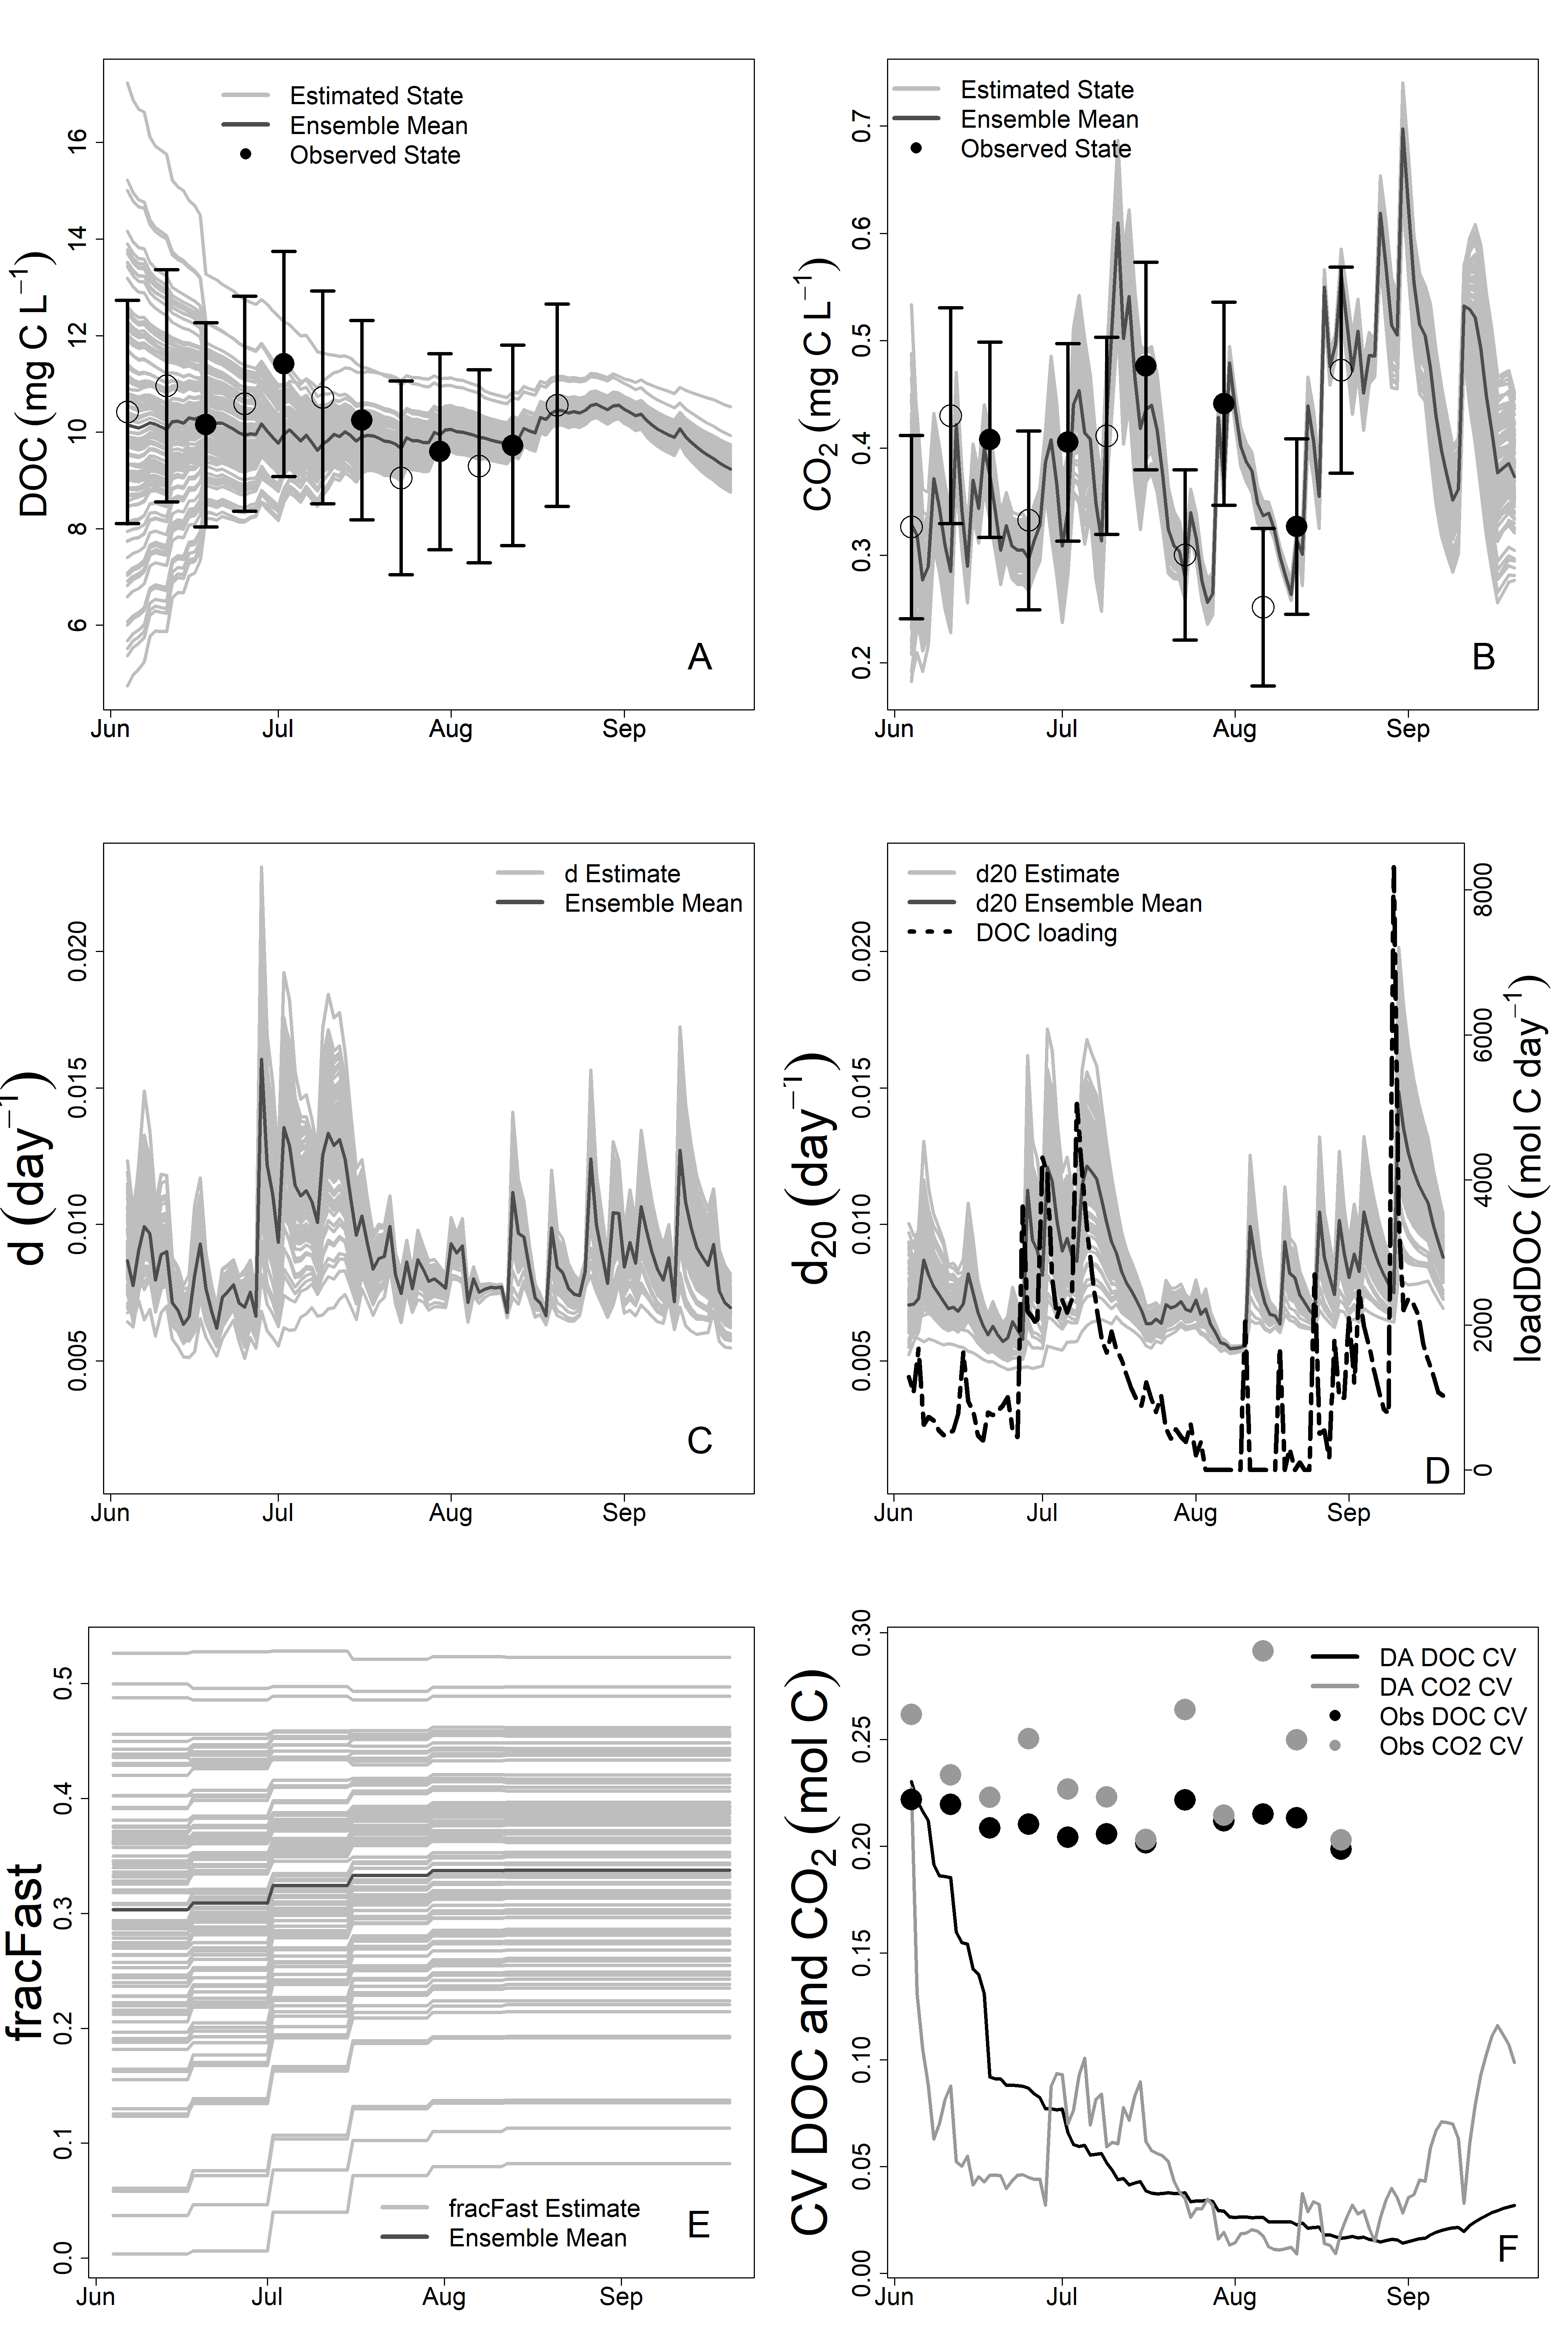 Estimated State
Ensemble Mean
Observed State
DOC (mg C L⁻¹)
16
14
12
10
8
6
A
Jun Jul Aug Sep
Estimated State
Ensemble Mean
Observed State
CO₂ (mg C L⁻¹)
0.7
0.6
0.5
0.4
0.3
0.2
B
Jun Jul Aug Sep
d Estimate
Ensemble Mean
d (day⁻¹)
0.020
0.015
0.010
0.005
C
Jun Jul Aug Sep
d20 Estimate
d20 Ensemble Mean
DOC loading
d₂₀ (day⁻¹)
0.020
0.015
0.010
0.005
8000
6000
4000
2000
0
loadDOC (mol C day⁻¹)
D
Jun Jul Aug Sep
fracFast
0.5
0.4
0.3
0.2
0.1
0.0
fracFast Estimate
Ensemble Mean
E
Jun Jul Aug Sep
DA DOC CV
DA CO2 CV
Obs DOC CV
Obs CO2 CV
CV DOC and CO₂ (mol C)
0.30
0.25
0.20
0.15
0.10
0.05
0.00
F
Jun Jul Aug Sep